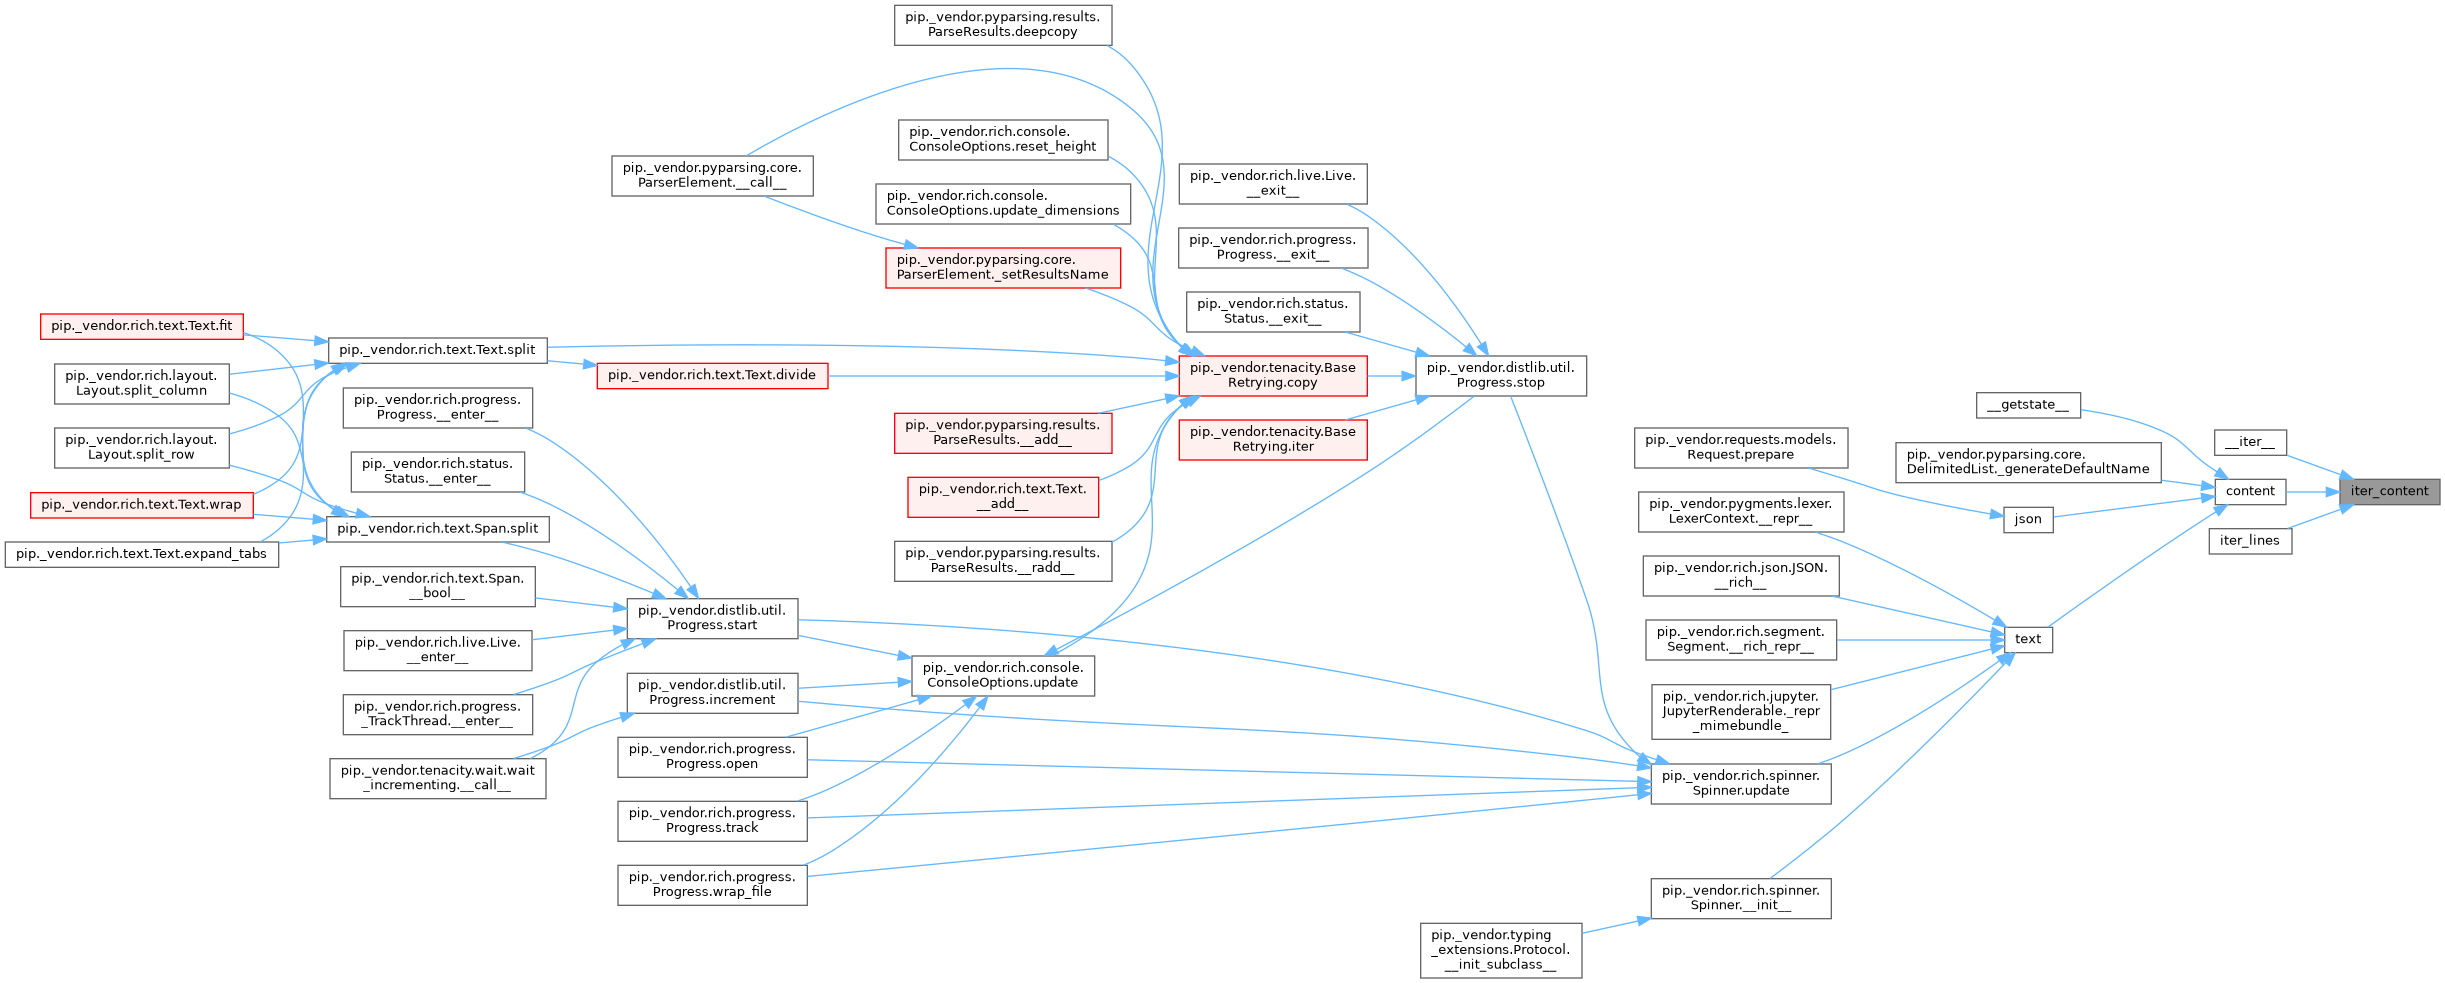 pip._vendor.pyparsing.results.
ParseResults.deepcopy
pip._vendor.rich.console.
ConsoleOptions.reset_height
pip._vendor.pyparsing.core.
ParserElement.__call__
pip._vendor.rich.live.Live.
__exit__
pip._vendor.rich.console.
ConsoleOptions.update_dimensions
pip._vendor.rich.progress.
Progress.__exit__
pip._vendor.pyparsing.core.
ParserElement._setResultsName
pip._vendor.rich.status.
Status.__exit__
pip._vendor.rich.text.Text.fit
pip._vendor.rich.text.Text.split
pip._vendor.rich.text.Text.divide
pip._vendor.tenacity.Base
Retrying.copy
pip._vendor.distlib.util.
Progress.stop
pip._vendor.rich.layout.
Layout.split_column
pip._vendor.rich.progress.
Progress.__enter__
__getstate__
pip._vendor.pyparsing.results.
ParseResults.__add__
pip._vendor.tenacity.Base
Retrying.iter
pip._vendor.rich.layout.
Layout.split_row
pip._vendor.requests.models.
Request.prepare
__iter__
pip._vendor.pyparsing.core.
DelimitedList._generateDefaultName
pip._vendor.rich.status.
Status.__enter__
pip._vendor.rich.text.Text.
__add__
content
iter_content
pip._vendor.rich.text.Text.wrap
pip._vendor.pygments.lexer.
LexerContext.__repr__
json
pip._vendor.rich.text.Span.split
iter_lines
pip._vendor.rich.text.Text.expand_tabs
pip._vendor.pyparsing.results.
ParseResults.__radd__
pip._vendor.rich.json.JSON.
__rich__
pip._vendor.rich.text.Span.
__bool__
pip._vendor.distlib.util.
Progress.start
pip._vendor.rich.segment.
Segment.__rich_repr__
text
pip._vendor.rich.live.Live.
__enter__
pip._vendor.rich.console.
ConsoleOptions.update
pip._vendor.distlib.util.
Progress.increment
pip._vendor.rich.jupyter.
JupyterRenderable._repr
_mimebundle_
pip._vendor.rich.progress.
_TrackThread.__enter__
pip._vendor.rich.progress.
Progress.open
pip._vendor.tenacity.wait.wait
_incrementing.__call__
pip._vendor.rich.spinner.
Spinner.update
pip._vendor.rich.progress.
Progress.track
pip._vendor.rich.progress.
Progress.wrap_file
pip._vendor.rich.spinner.
Spinner.__init__
pip._vendor.typing
_extensions.Protocol.
__init_subclass__